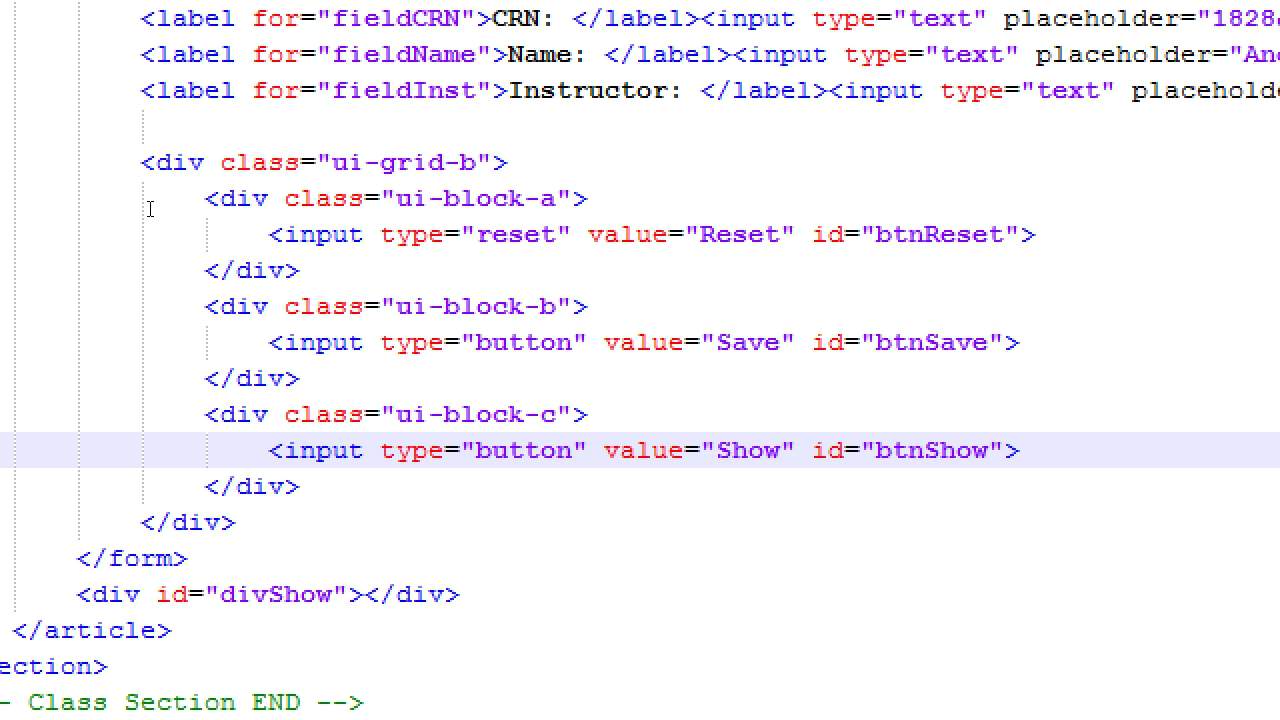 <label for="fieldCRN">CRN: </label><input type="text" placeholder="1828
<label for="fieldName">Name: </label><input type="text" placeholder="An
<label for="fieldInst">Instructor: </label><input type="text" placehold
<div class="ui-grid-b">
<div class="ui-block-a">
<input type="reset" value="Reset" id="btnReset">
</div>
<div class="ui-block-b">
<input type="button" value="Save" id="btnSave">
</div>
<div class="ui-block-c">
<input type="button" value="Show" id="btnShow">
</div>
</div>
</form>
<div id="divShow"></div>
</article>
ection>
- Class Section END -->